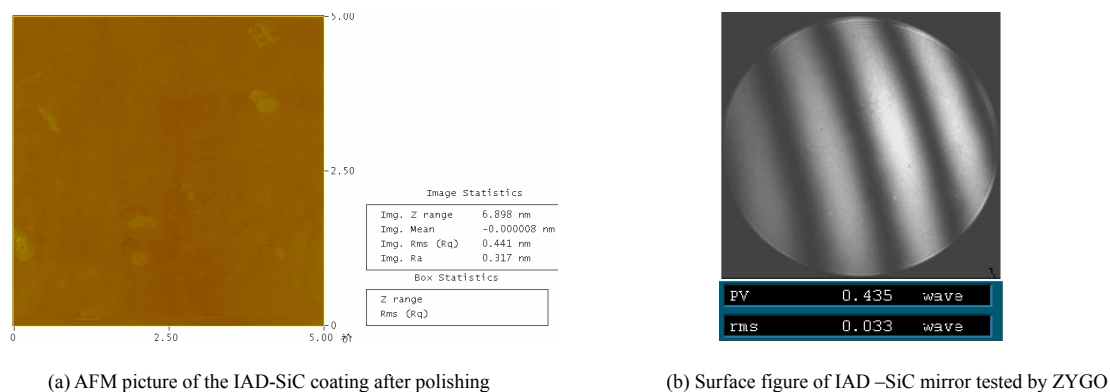 5.00
2.50
0
0
2.50
5.00
Image Statistics
Img. Z range 6.898 nm
Img. Mean -0.000008 nm
Img. Rms (Rq) 0.441 nm
Img. Ra 0.317 nm
Box Statistics
Z range
Rms (Rq)
PV 0.435 wave
rms 0.033 wave
(a) AFM picture of the IAD-SiC coating after polishing
(b) Surface figure of IAD –SiC mirror tested by ZYGO